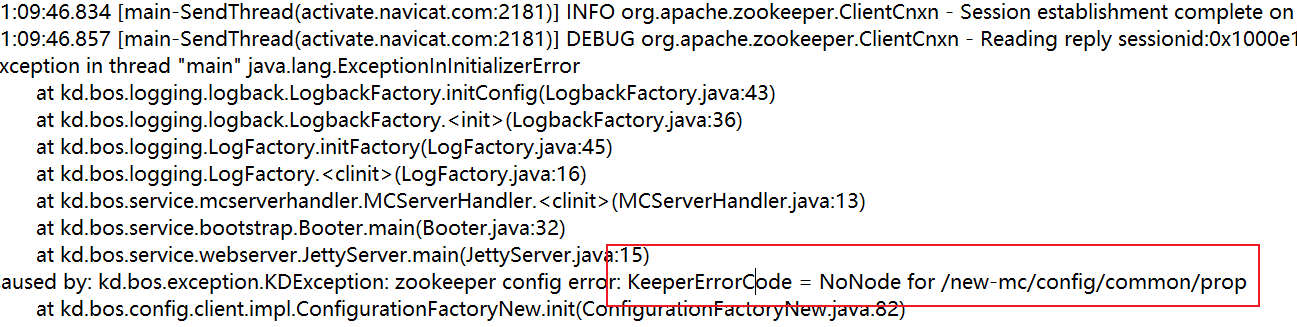 1:09:46.834 [main-SendThread(activate.navicat.com:2181)] INFO org.apache.zookeeper.ClientCnxn - Session establishment complete on
1:09:46.857 [main-SendThread(activate.navicat.com:2181)] DEBUG org.apache.zookeeper.ClientCnxn - Reading reply sessionid:0x1000e1
xception in thread "main" java.lang.ExceptionInInitializerError
at kd.bos.logging.logback.LogbackFactory.initConfig(LogbackFactory.java:43)
at kd.bos.logging.logback.LogbackFactory.<init>(LogbackFactory.java:36)
at kd.bos.logging.LogFactory.initFactory(LogFactory.java:45)
at kd.bos.logging.LogFactory.<clinit>(LogFactory.java:16)
at kd.bos.service.mcserverhandler.MCServerHandler.<clinit>(MCServerHandler.java:13)
at kd.bos.service.bootstrap.Booter.main(Booter.java:32)
at kd.bos.service.webserver.JettyServer.main(JettyServer.java:15)
aused by: kd.bos.exception.KDException: zookeeper config error: KeeperErrorCode = NoNode for /new-mc/config/common/prop
at kd.bos.config.client.impl.ConfigurationFactoryNew.init(ConfigurationFactoryNew.java:82)